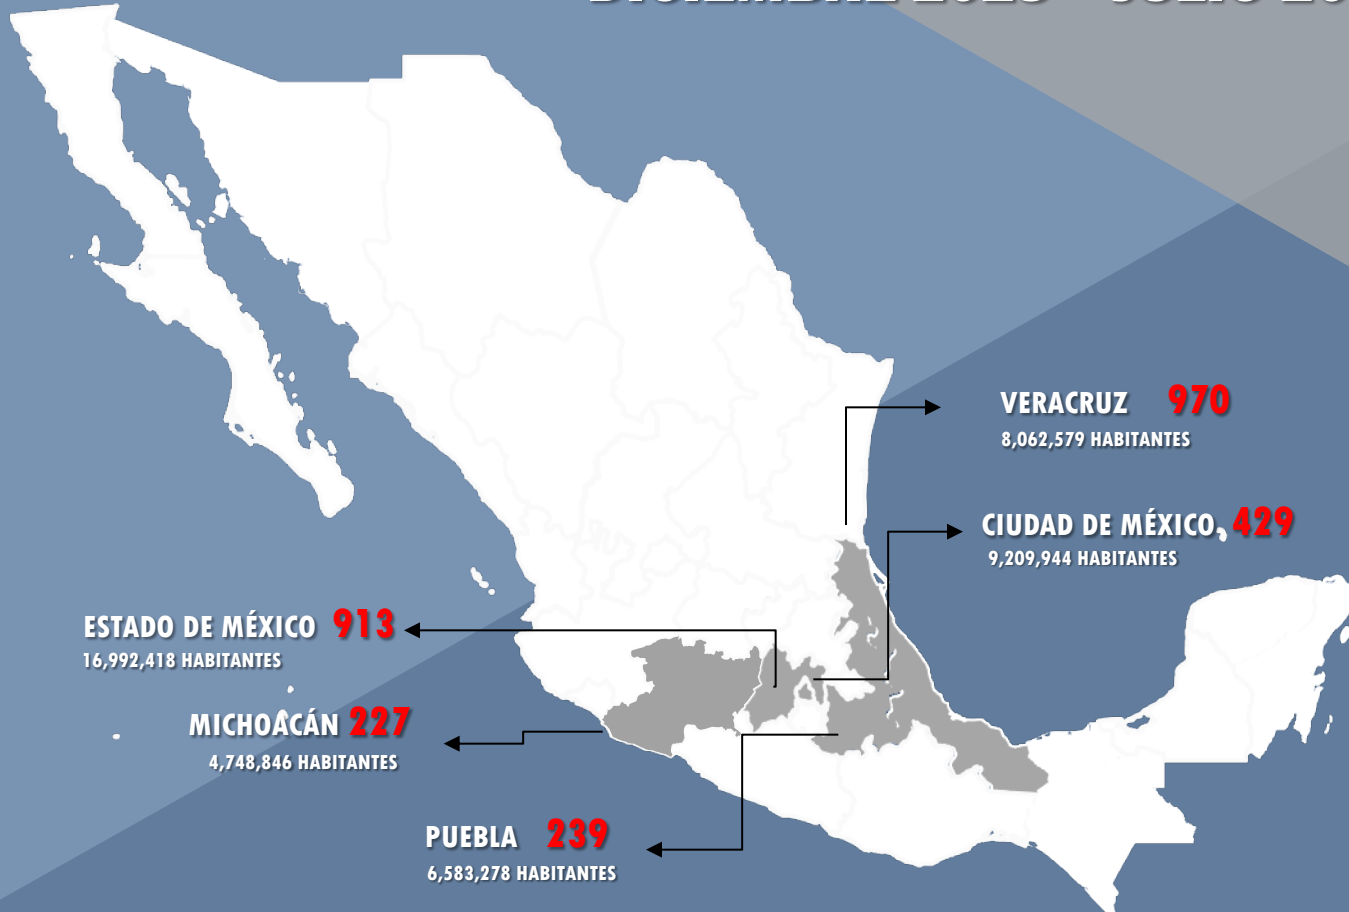 VERACRUZ 970
8,062,579 HABITANTES
CIUDAD DE MÉXICO 429
9,209,944 HABITANTES
ESTADO DE MÉXICO 913
16,992,418 HABITANTES
MICHOACÁN 227
4,748,846 HABITANTES
PUEBLA 239
6,583,278 HABITANTES